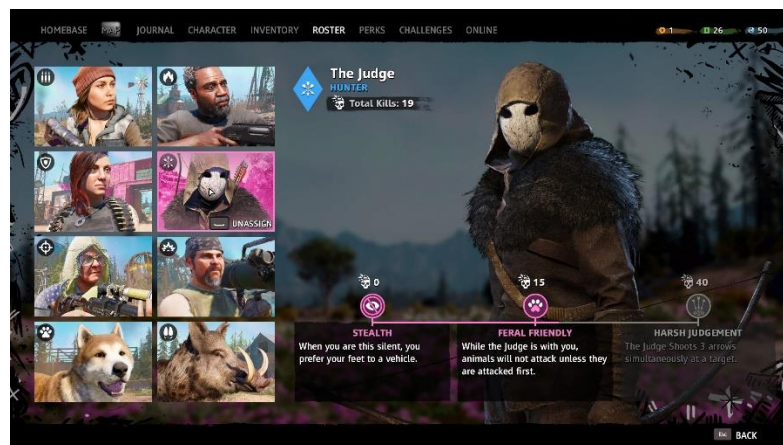 HOMEBASE MAP JOURNAL CHARACTER INVENTORY ROSTER PERKS CHALLENGES ONLINE 1 26 50
The Judge
HUNTER
Total Kills: 19
UNASSIGN
0 15 40
STEALTH
When you are this silent, you
prefer your feet to a vehicle.
FERAL FRIENDLY
While the Judge is with you,
animals will not attack unless they
are attacked first.
HARSH JUDGEMENT
The Judge Shoots 3 arrows
simultaneously at a target.
Esc BACK